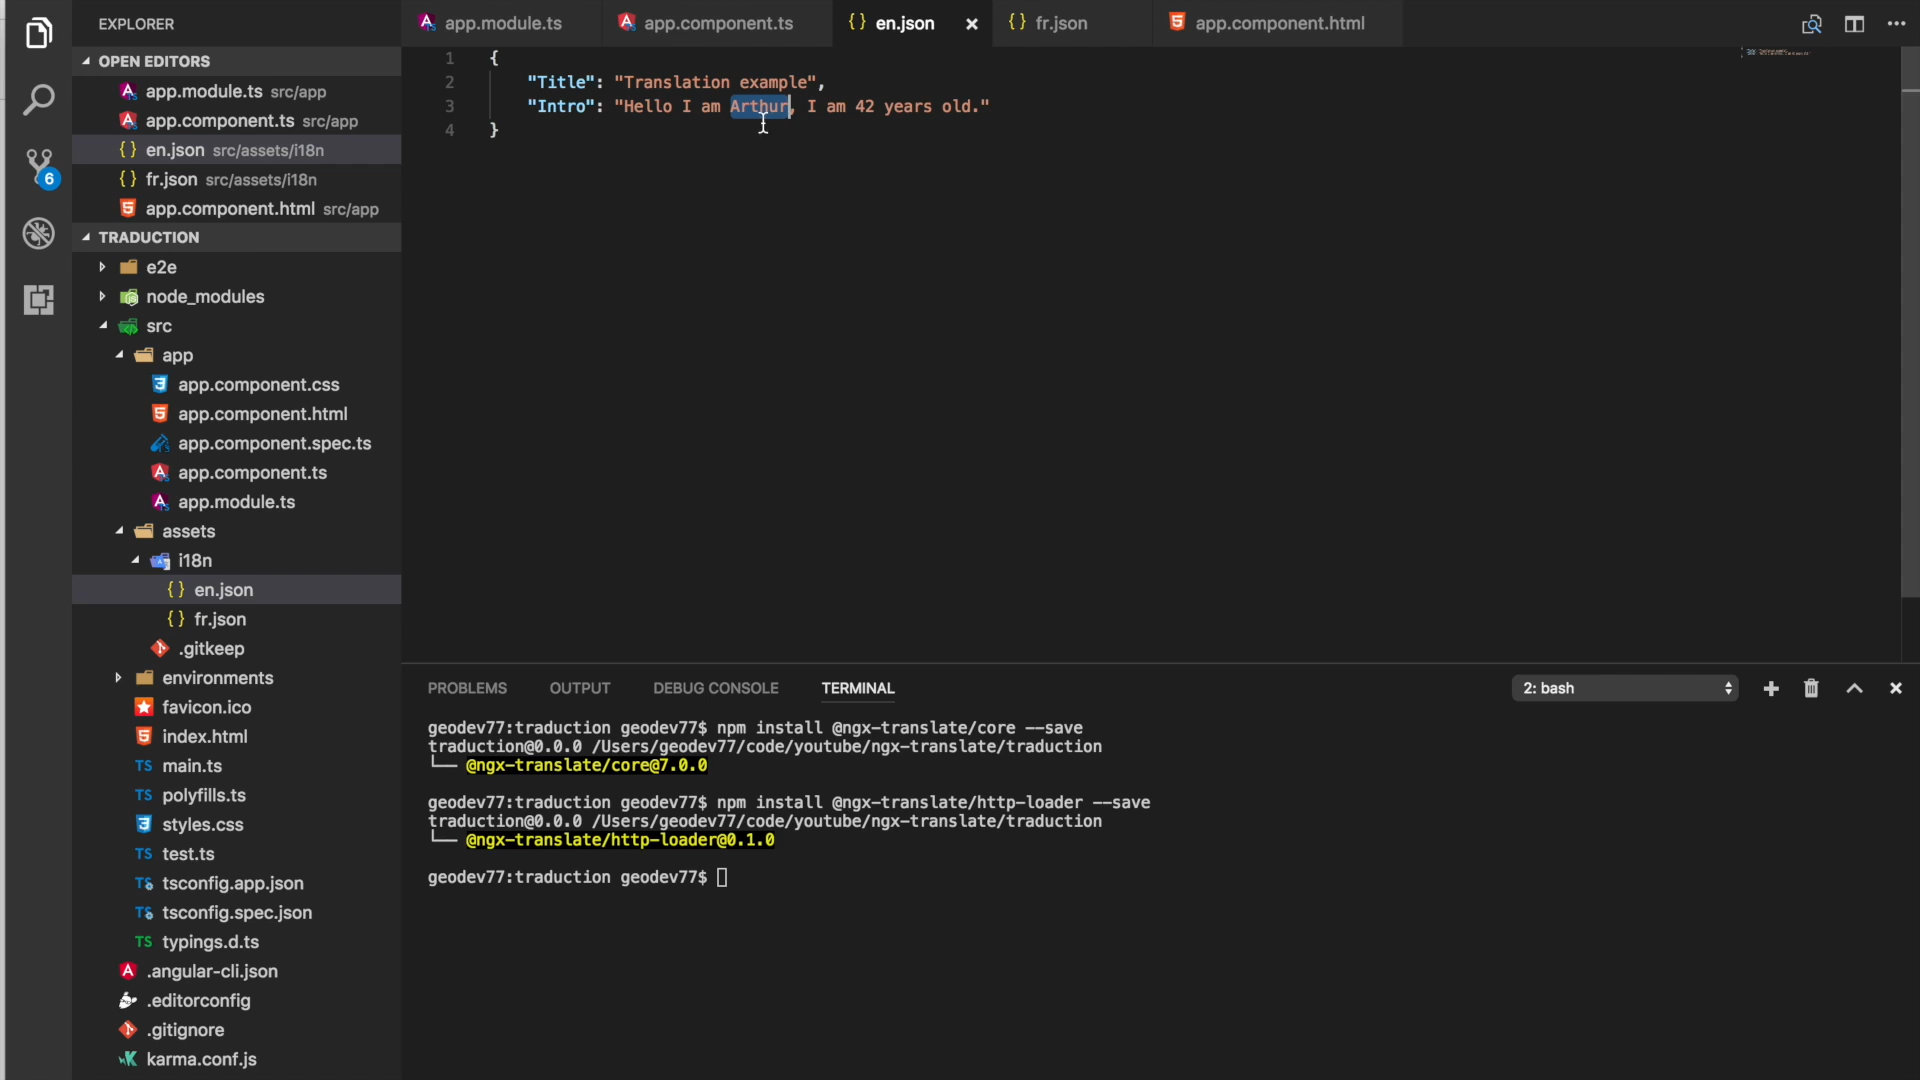 EXPLORER
OPEN EDITORS
app.module.ts src/app
app.component.ts src/app
{ } en.json src/assets/i18n
{ } fr.json src/assets/i18n
app.component.html src/app
TRADUCTION
e2e
node_modules
src
app
app.component.css
app.component.html
app.component.spec.ts
app.component.ts
app.module.ts
assets
i18n
{ } en.json
{ } fr.json
.gitkeep
environments
favicon.ico
index.html
TS main.ts
TS polyfills.ts
styles.css
TS test.ts
TS tsconfig.app.json
TS tsconfig.spec.json
TS typings.d.ts
.angular-cli.json
.editorconfig
.gitignore
karma.conf.js
6
app.module.ts
app.component.ts
{ } en.json
{ } fr.json
app.component.html
1 {
2 "Title": "Translation example",
3 "Intro": "Hello I am Arthur, I am 42 years old."
4 }
PROBLEMS OUTPUT DEBUG CONSOLE TERMINAL 2: bash
geodev77:traduction geodev77$ npm install @ngx-translate/core --save
traduction@0.0.0 /Users/geodev77/code/youtube/ngx-translate/traduction
└── @ngx-translate/core@7.0.0
geodev77:traduction geodev77$ npm install @ngx-translate/http-loader --save
traduction@0.0.0 /Users/geodev77/code/youtube/ngx-translate/traduction
└── @ngx-translate/http-loader@0.1.0
geodev77:traduction geodev77$